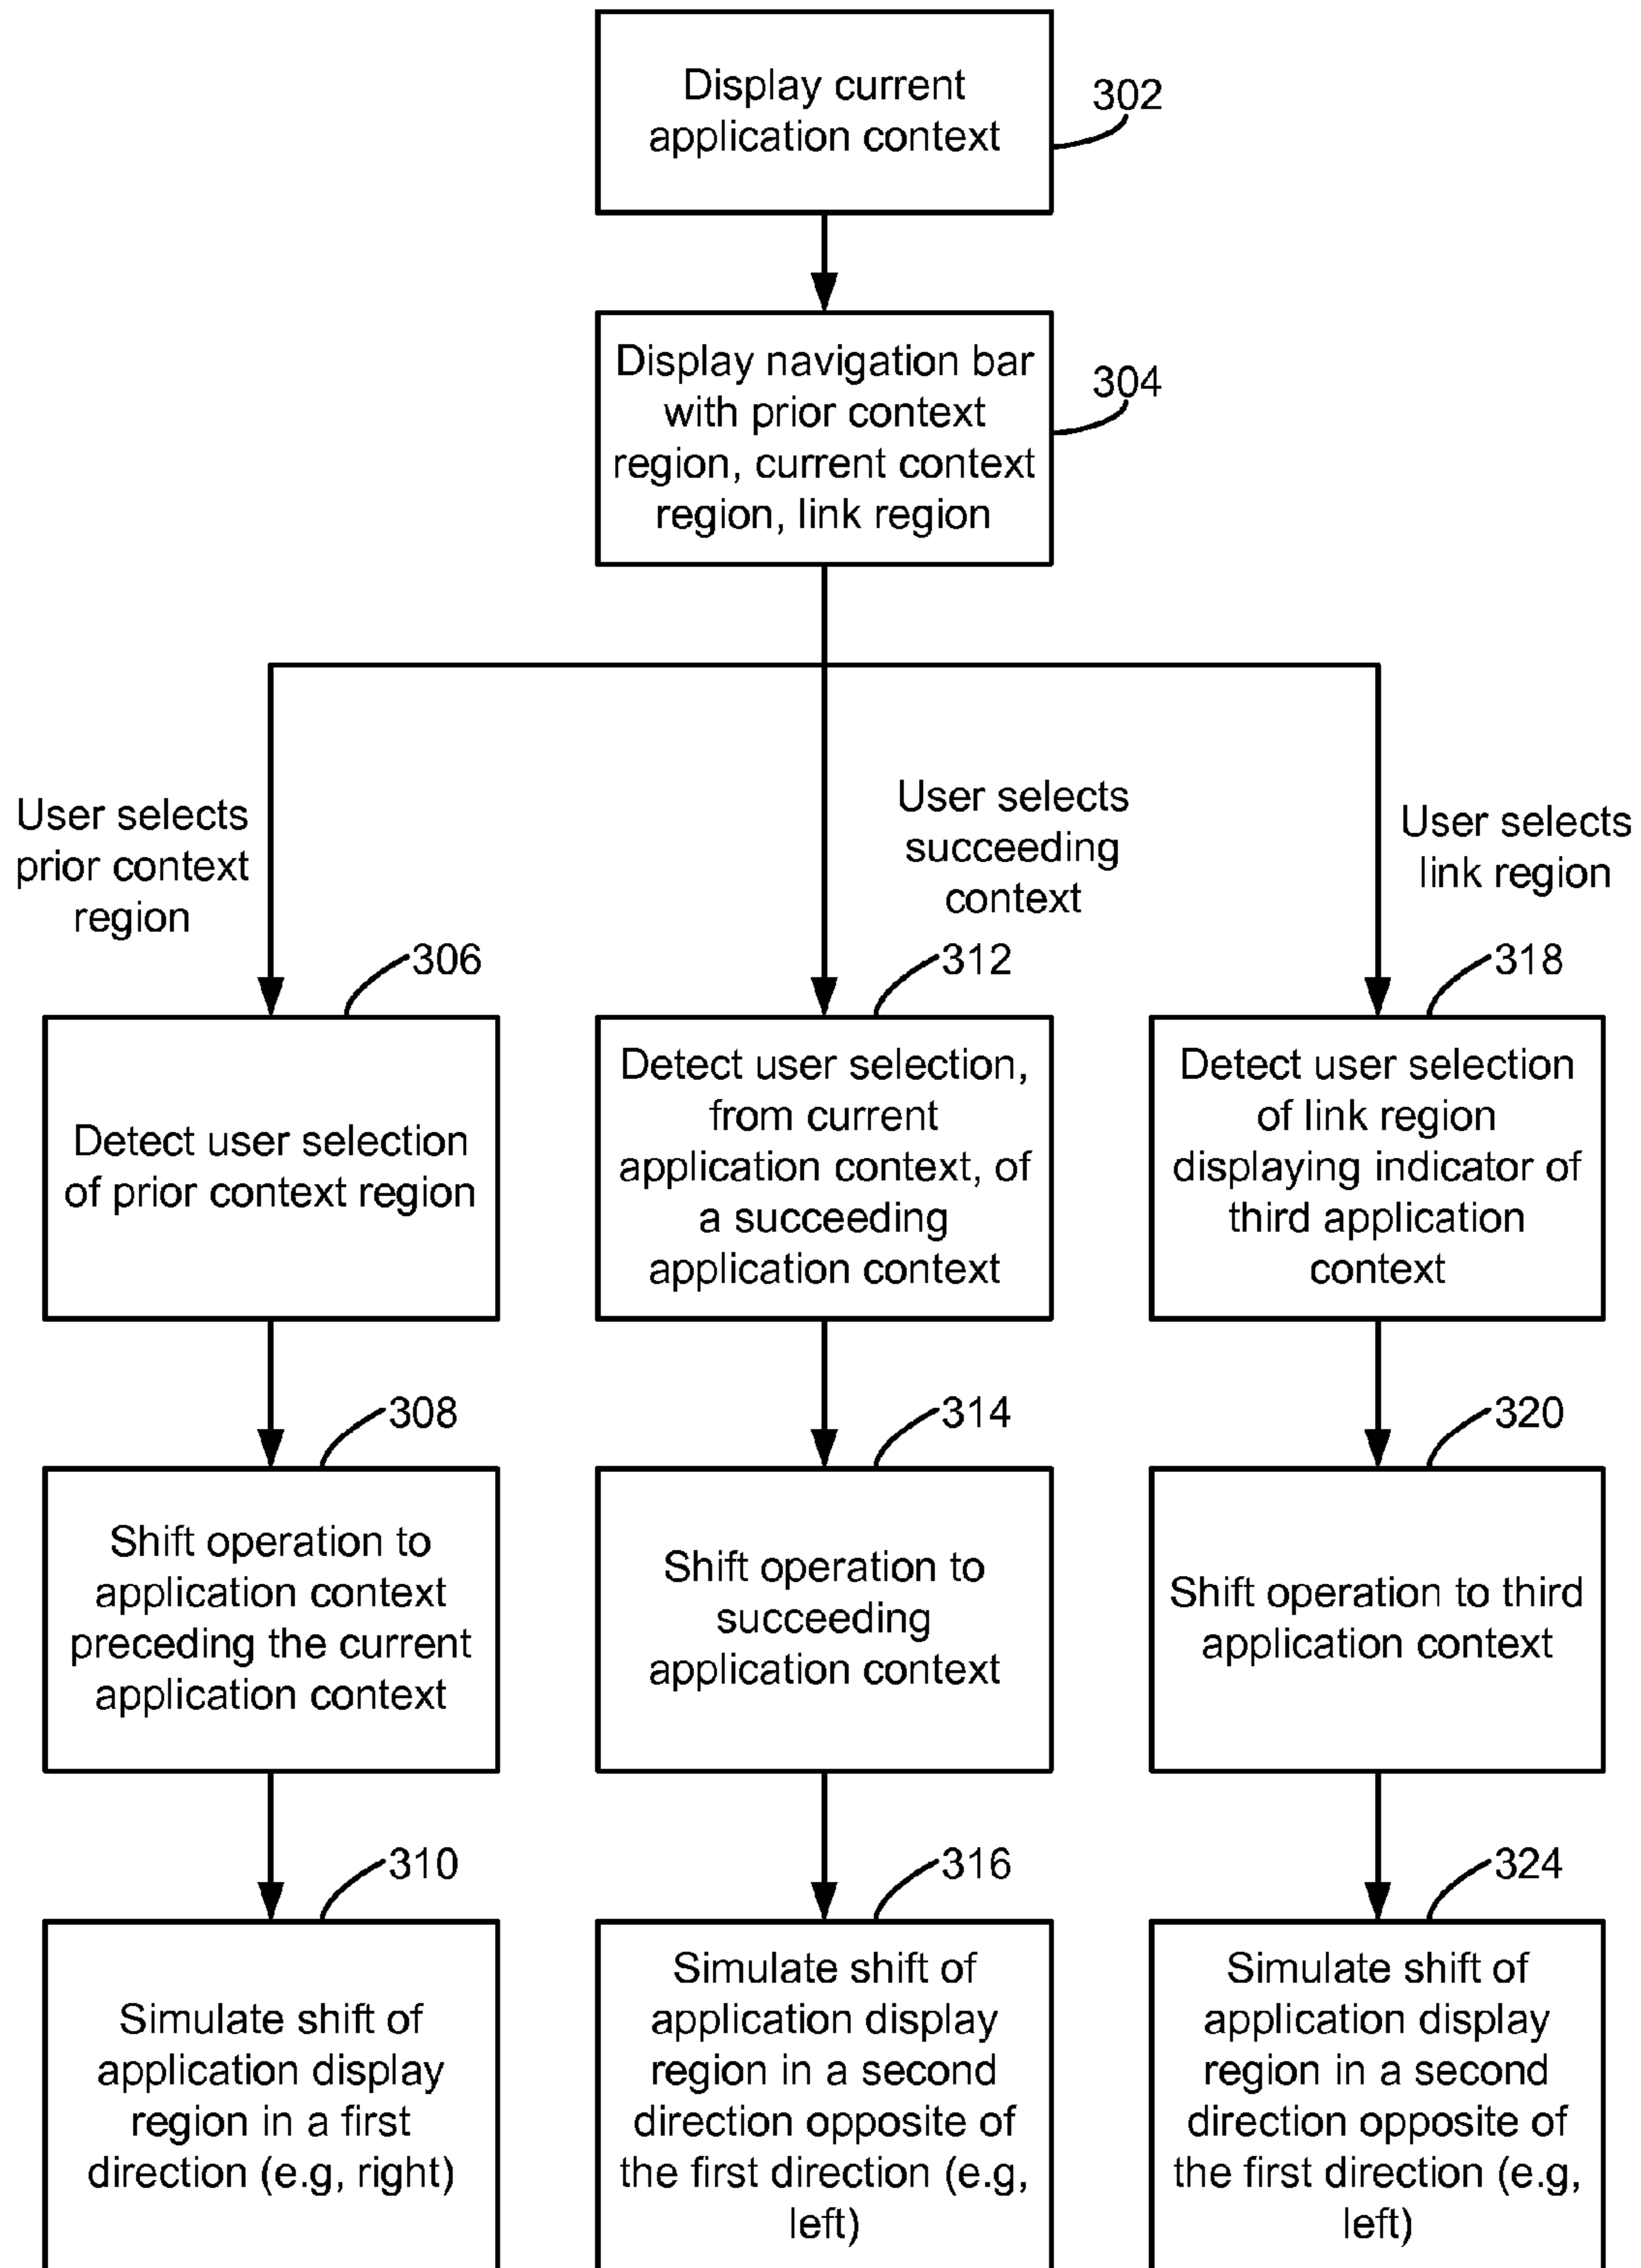 Display current
application context
302
Display navigation bar
with prior context
region, current context
region, link region
304
User selects
prior context
region
User selects
succeeding
context
User selects
link region
306
Detect user selection
of prior context region
312
Detect user selection,
from current
application context, of
a succeeding
application context
318
Detect user selection
of link region
displaying indicator of
third application
context
308
Shift operation to
application context
preceding the current
application context
314
Shift operation to
succeeding
application context
320
Shift operation to third
application context
310
Simulate shift of
application display
region in a first
direction (e.g, right)
316
Simulate shift of
application display
region in a second
direction opposite of
the first direction (e.g,
left)
324
Simulate shift of
application display
region in a second
direction opposite of
the first direction (e.g,
left)